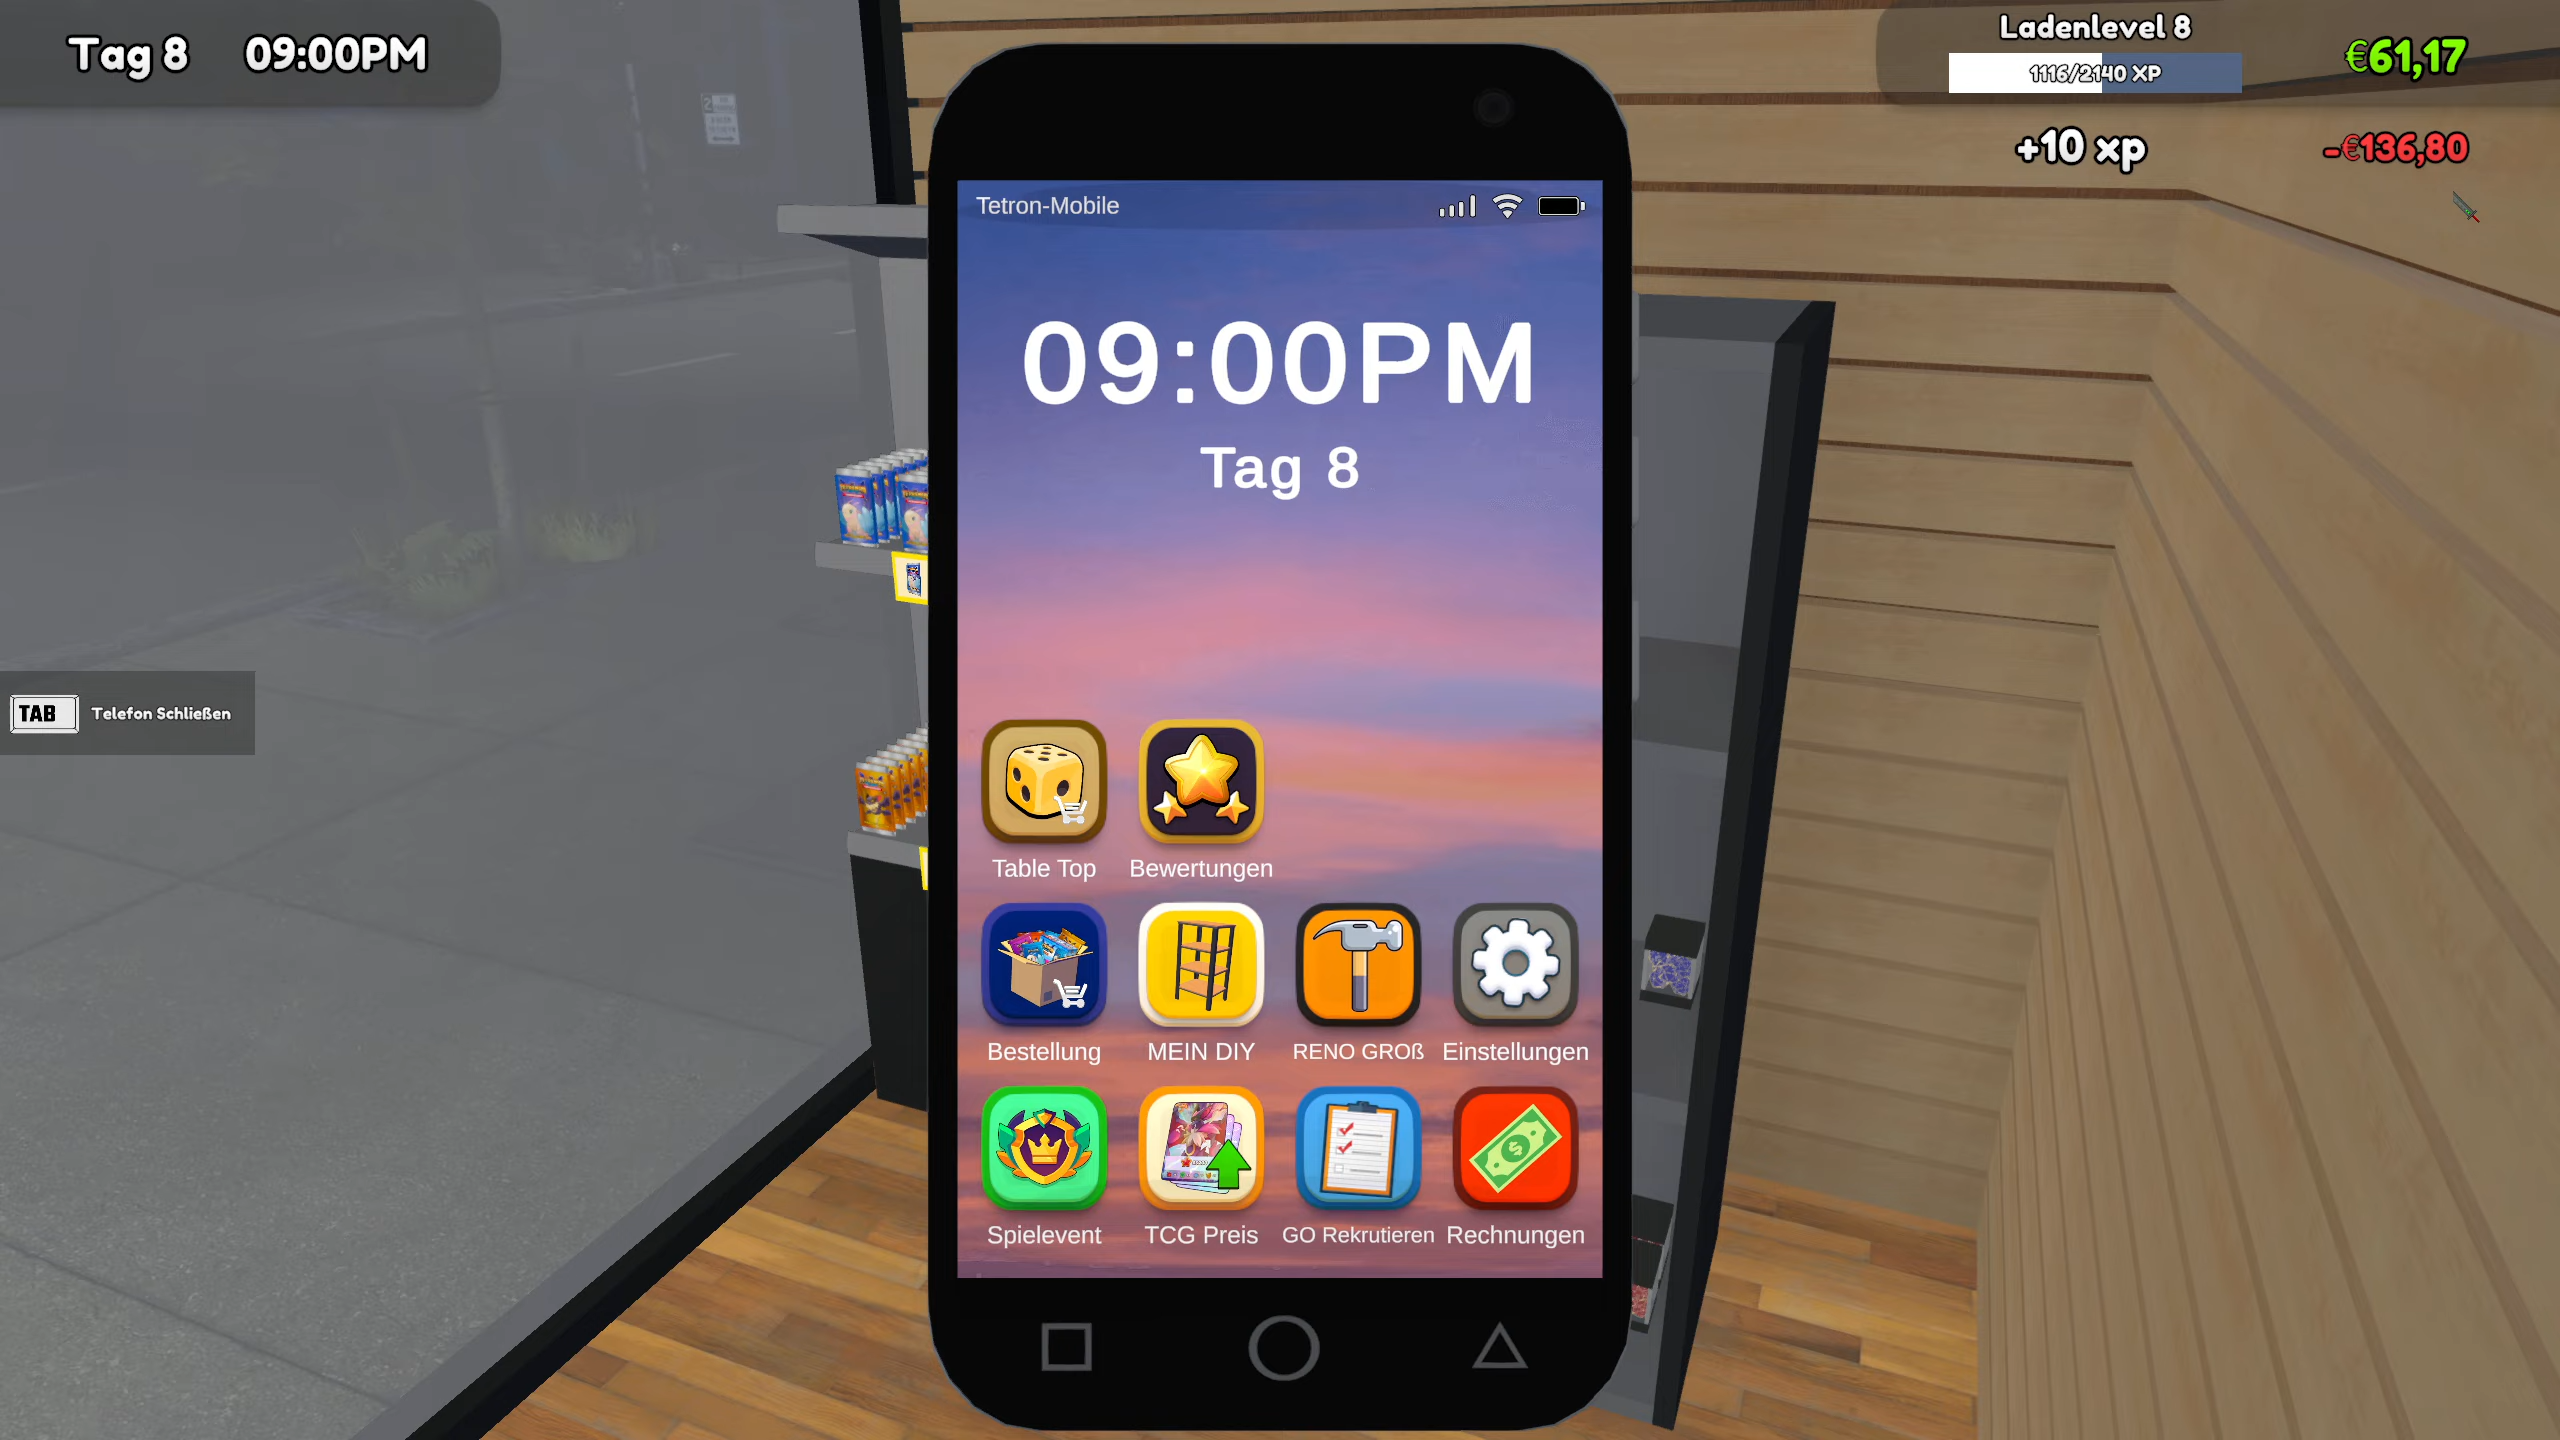 Tag 8 09:00PM
Ladenlevel 8
1116/2140 XP
€61,17
+10 xp
-€136,80
Tetron-Mobile
09:00PM
Tag 8
TAB Telefon Schließen
Table Top
Bewertungen
Bestellung
MEIN DIY
RENO GROß
Einstellungen
Spielevent
TCG Preis
GO Rekrutieren
Rechnungen